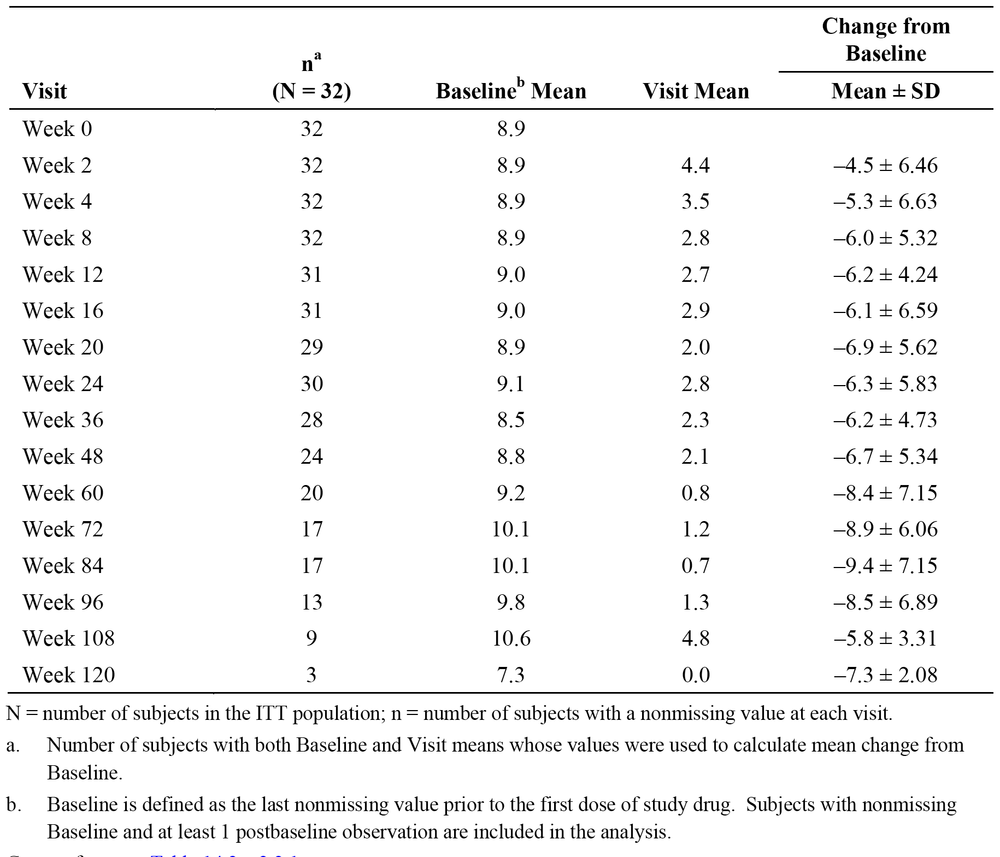 Change from
Baseline
Visit na (N = 32) Baselineb Mean Visit Mean Mean ± SD
Week 0 32 8.9
Week 2 32 8.9 4.4 –4.5 ± 6.46
Week 4 32 8.9 3.5 –5.3 ± 6.63
Week 8 32 8.9 2.8 –6.0 ± 5.32
Week 12 31 9.0 2.7 –6.2 ± 4.24
Week 16 31 9.0 2.9 –6.1 ± 6.59
Week 20 29 8.9 2.0 –6.9 ± 5.62
Week 24 30 9.1 2.8 –6.3 ± 5.83
Week 36 28 8.5 2.3 –6.2 ± 4.73
Week 48 24 8.8 2.1 –6.7 ± 5.34
Week 60 20 9.2 0.8 –8.4 ± 7.15
Week 72 17 10.1 1.2 –8.9 ± 6.06
Week 84 17 10.1 0.7 –9.4 ± 7.15
Week 96 13 9.8 1.3 –8.5 ± 6.89
Week 108 9 10.6 4.8 –5.8 ± 3.31
Week 120 3 7.3 0.0 –7.3 ± 2.08
N = number of subjects in the ITT population; n = number of subjects with a nonmissing value at each visit.
a. Number of subjects with both Baseline and Visit means whose values were used to calculate mean change from
Baseline.
b. Baseline is defined as the last nonmissing value prior to the first dose of study drug. Subjects with nonmissing
Baseline and at least 1 postbaseline observation are included in the analysis.